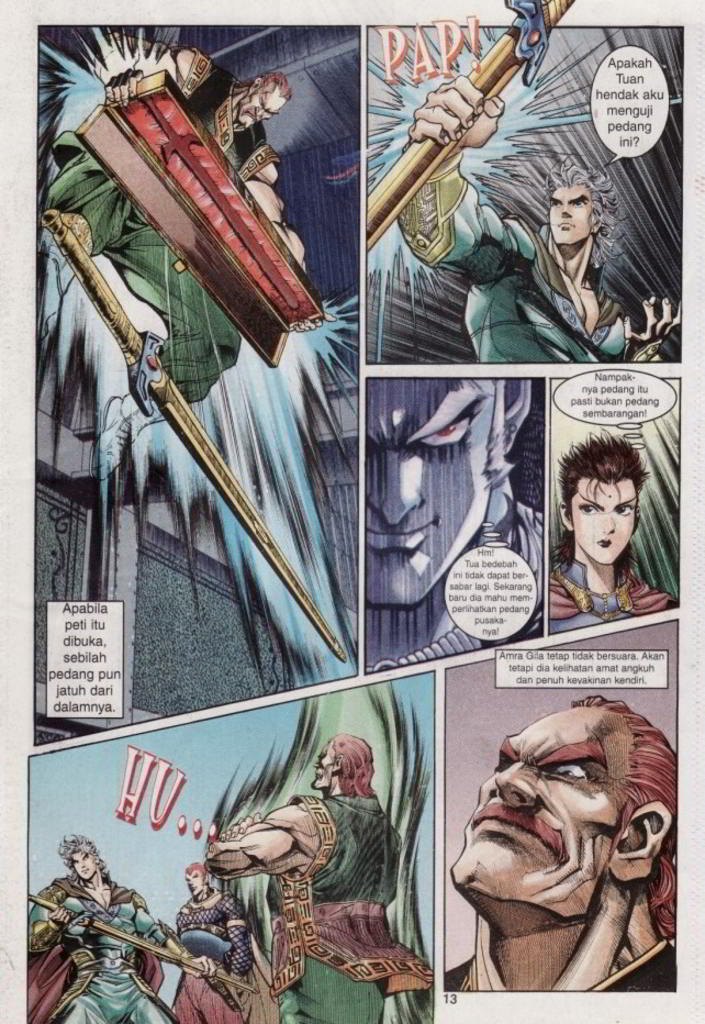 PAP!
Apakah
Tuan
hendak aku
menguji
pedang
ini?
Apabila
peti itu
dibuka,
sebilah
pedang pun
jatuh dari
dalamnya.
Hm!
Tua bedebah
ini tidak dapat ber-
sabar lagi. Sekarang
baru dia mahu mem-
perlihatkan pedang
pusaka-
nya!
Nampak-
nya pedang itu
pasti bukan pedang
sembarangan!
HU...
Amra Gila tetap tidak bersuara. Akan
tetapi dia kelihatan amat angkuh
dan penuh keyakinan kendiri.
13